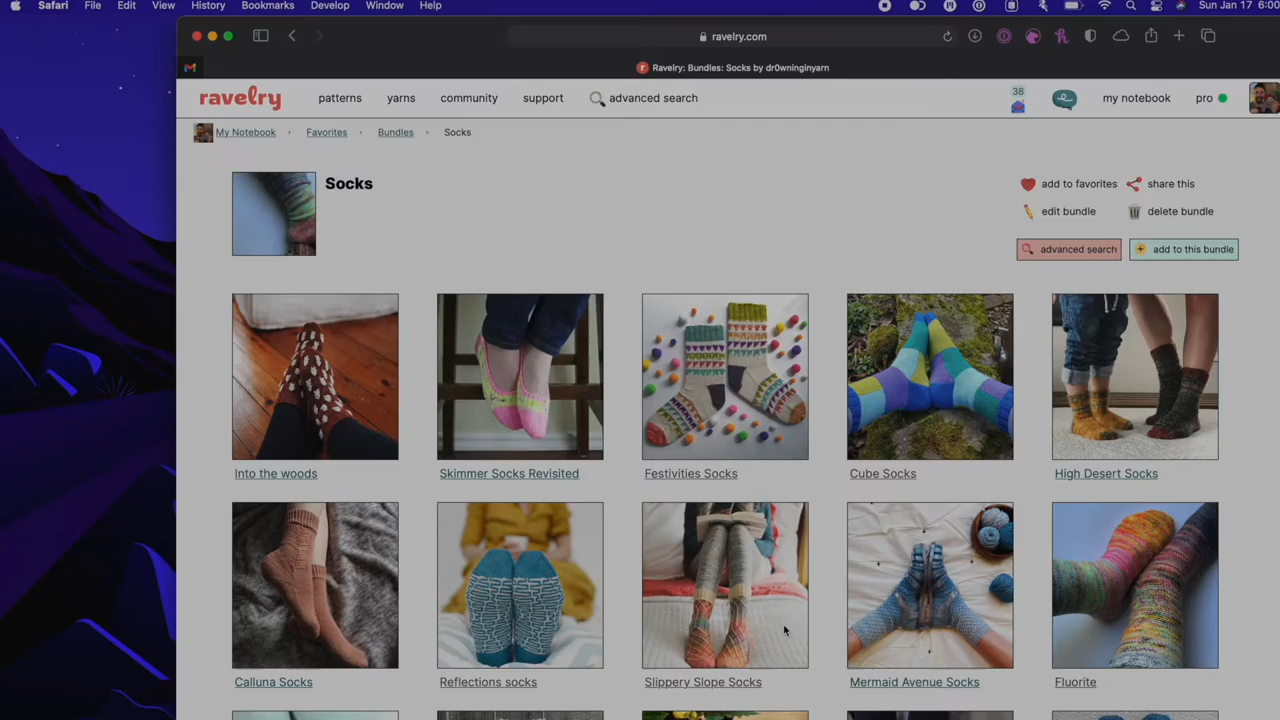 Safari File Edit View History Bookmarks Develop Window Help Sun Jan 17 6:00
ravelry.com
Ravelry: Bundles: Socks by dr0wninginyarn
ravelry patterns yarns community support advanced search 38 my notebook pro
My Notebook Favorites Bundles Socks
Socks
add to favorites share this
edit bundle delete bundle
advanced search add to this bundle
Into the woods Skimmer Socks Revisited Festivities Socks Cube Socks High Desert Socks
Calluna Socks Reflections socks Slippery Slope Socks Mermaid Avenue Socks Fluorite